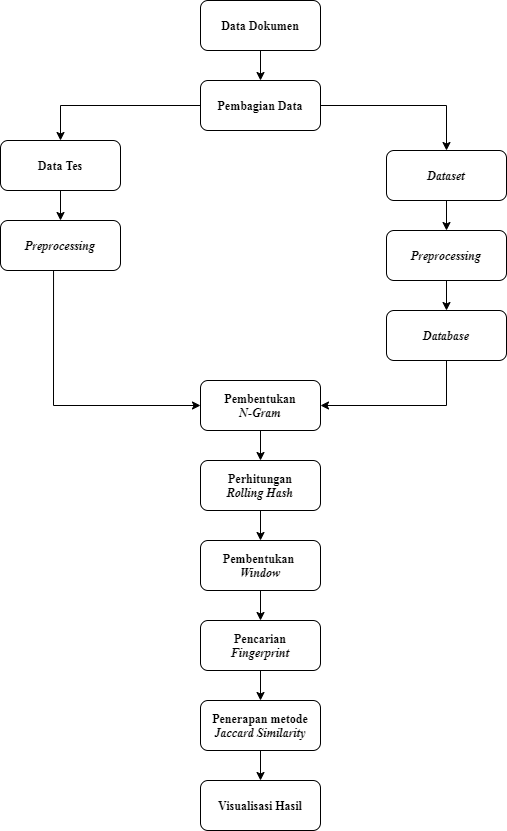 Data Dokumen
Pembagian Data
Data Tes
Dataset
Preprocessing
Preprocessing
Database
Pembentukan
N-Gram
Perhitungan
Rolling Hash
Pembentukan
Window
Pencarian
Fingerprint
Penerapan metode
Jaccard Similarity
Visualisasi Hasil